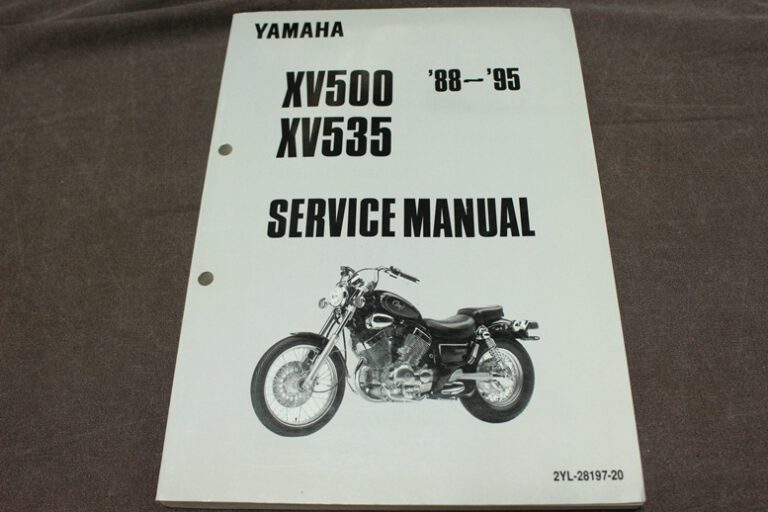 YAMAHA
XV500 '88-'95
XV535
SERVICE MANUAL
2YL-28197-20